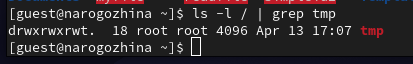 [guest@narogozhina ~]$ ls -l / | grep tmp
drwxrwxrwt.  18 root root 4096 Apr 13 17:07 tmp
[guest@narogozhina ~]$